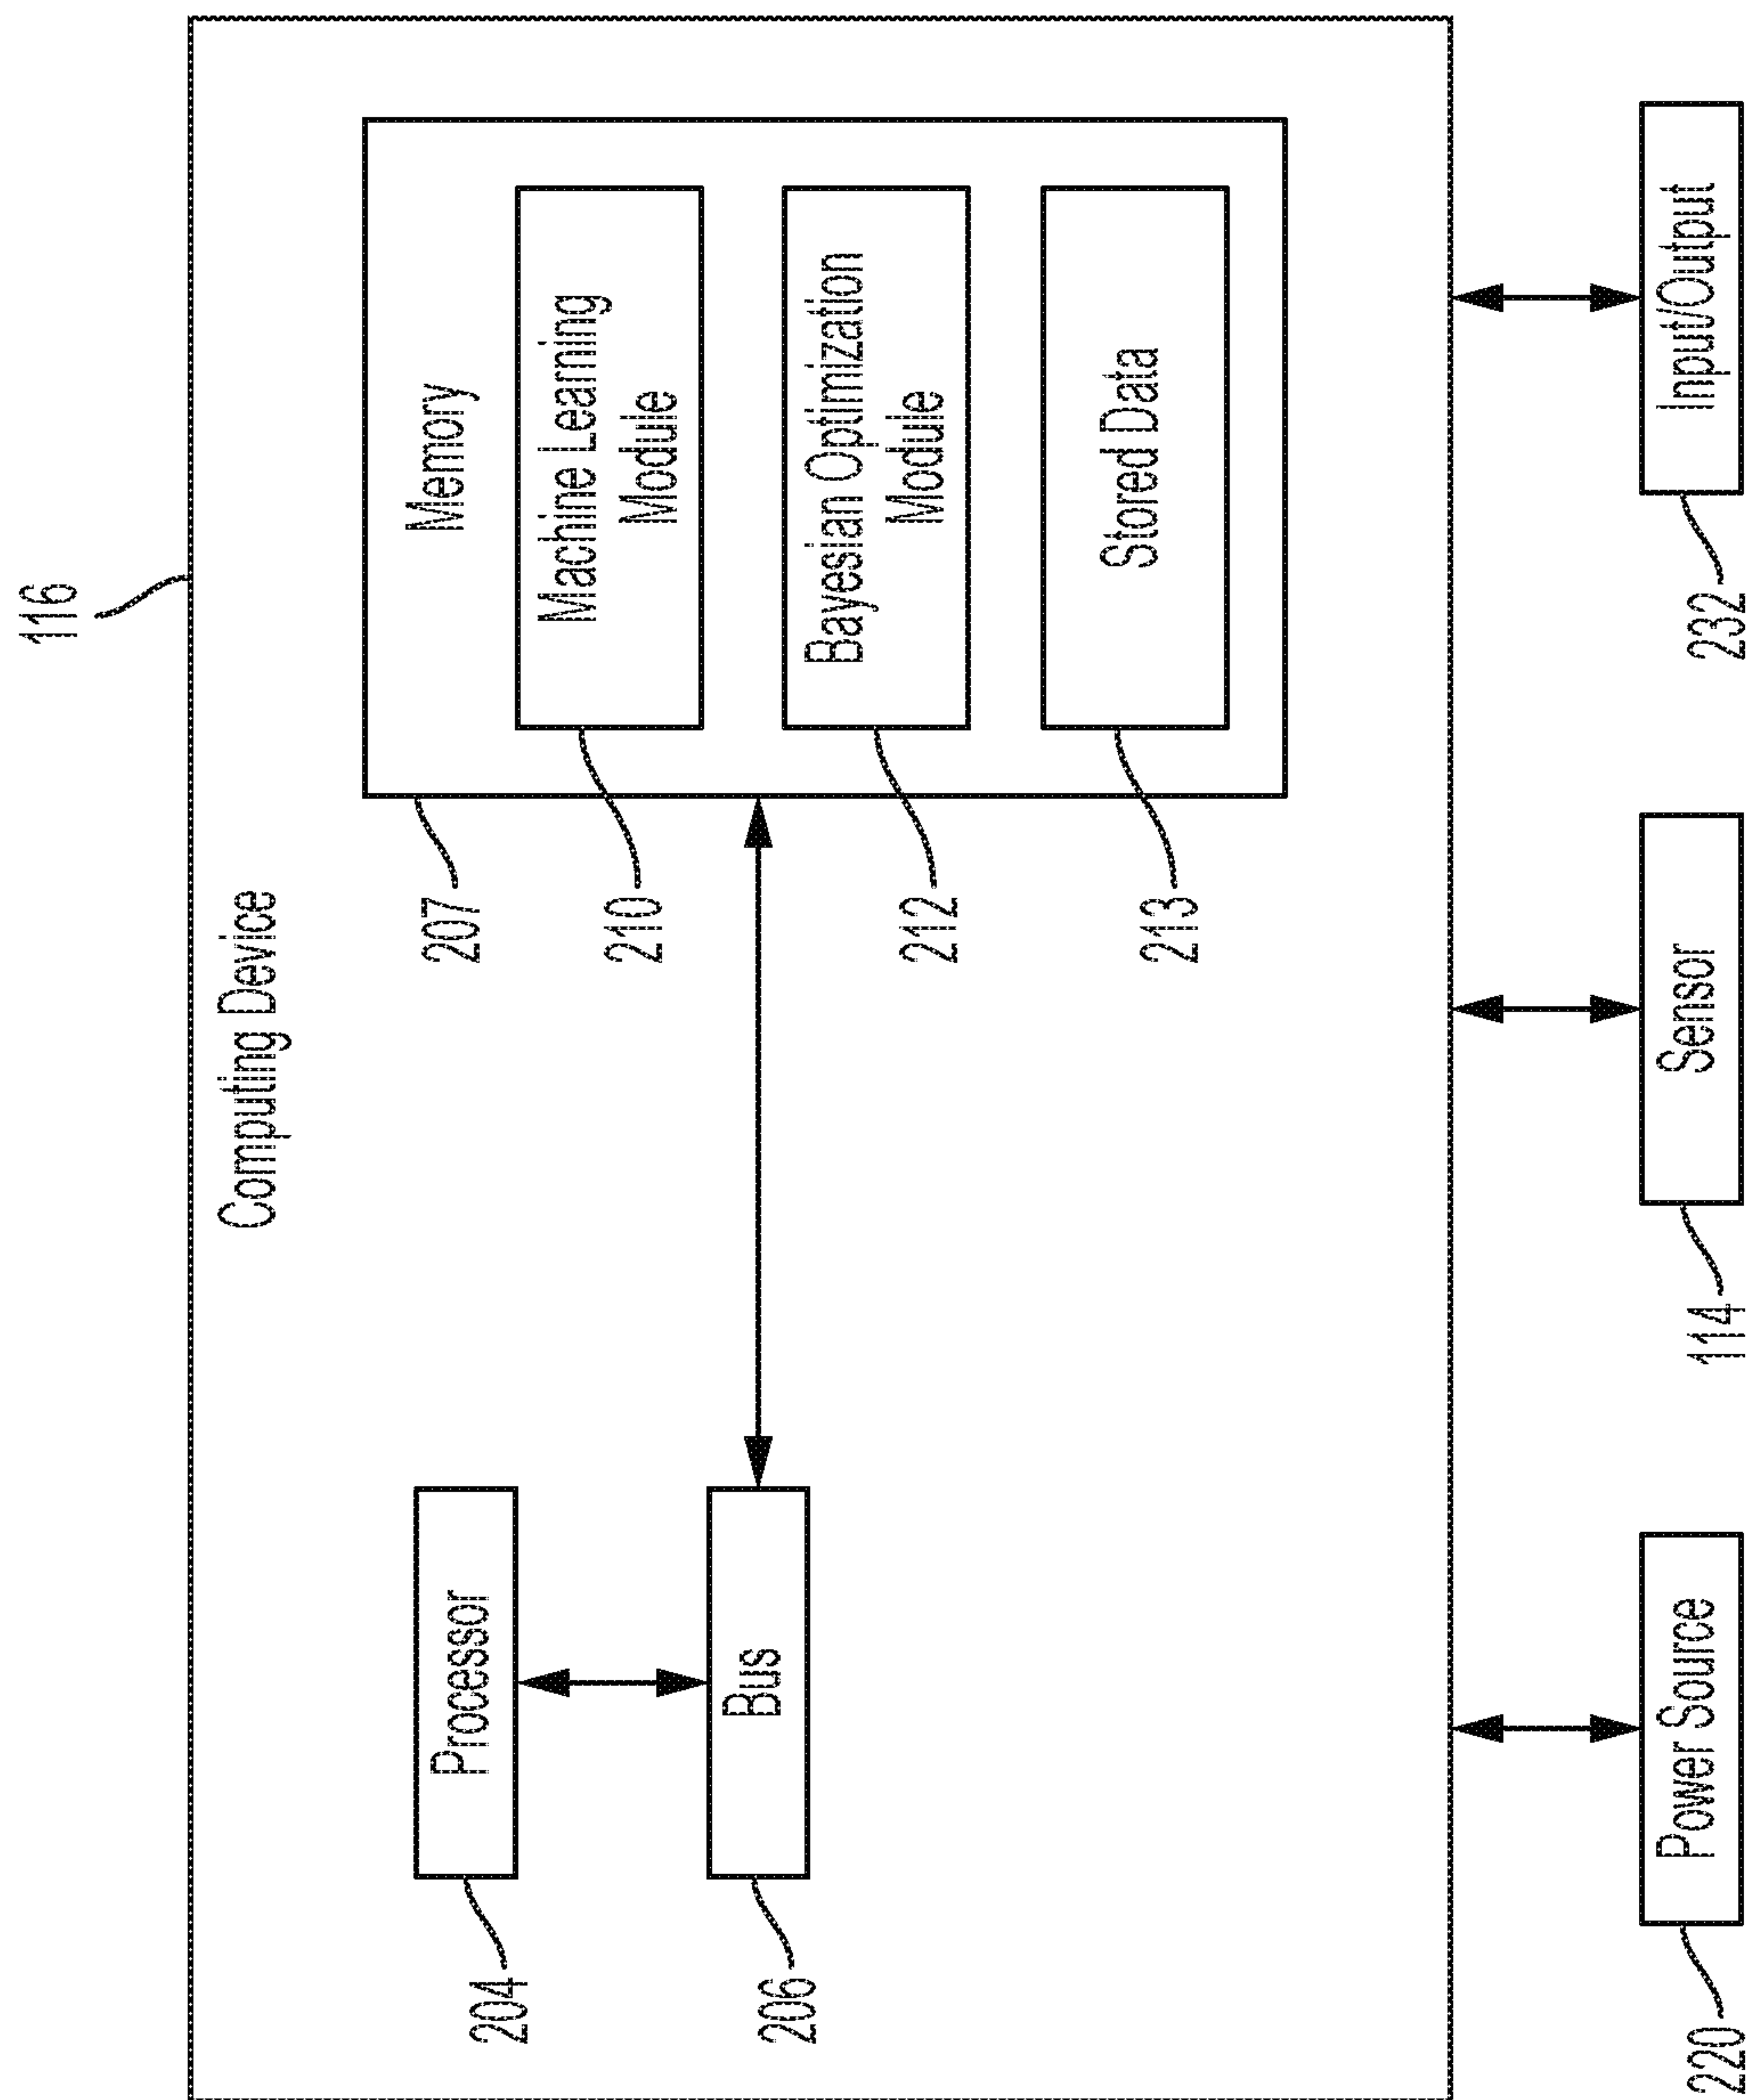 116
Computing Device
Processor
204
Bus
206
Memory
207
Machine Learning
Module
210
Bayesian Optimization
Module
212
Stored Data
213
Power Source
220
Sensor
114
Input/Output
232